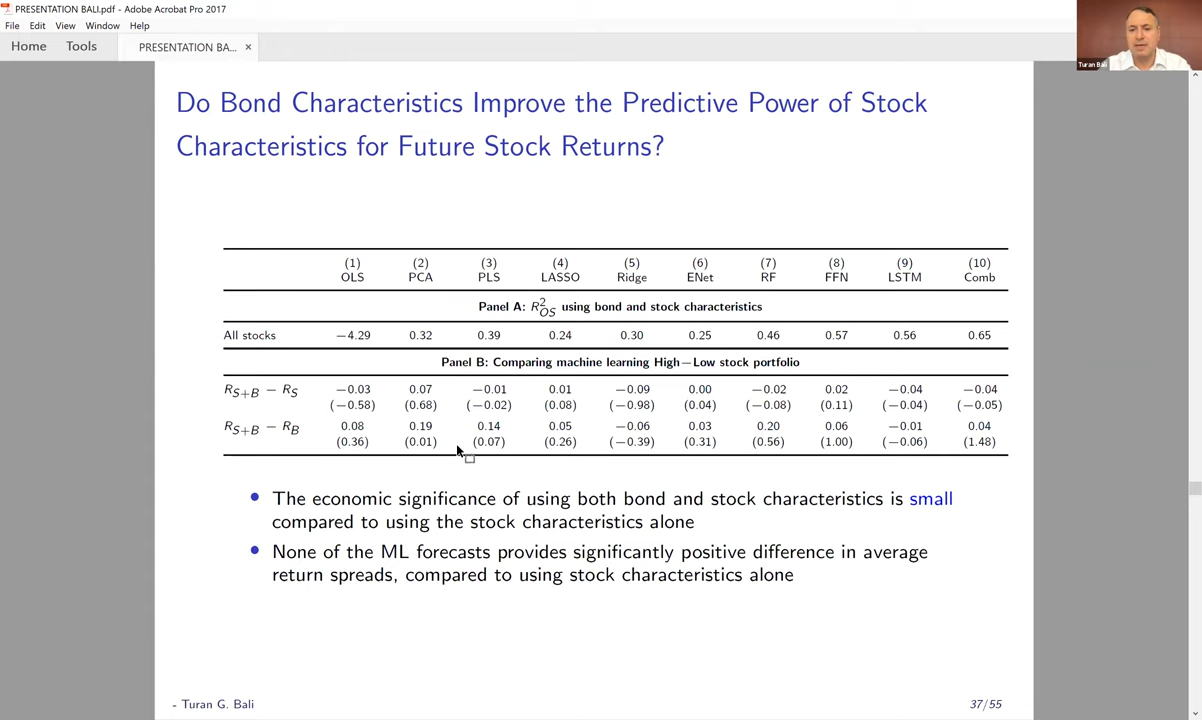 PRESENTATION BALI.pdf - Adobe Acrobat Pro 2017
File Edit View Window Help
Home Tools PRESENTATION BA... ×
Turan Bali
Do Bond Characteristics Improve the Predictive Power of Stock
Characteristics for Future Stock Returns?
(1) (2) (3) (4) (5) (6) (7) (8) (9) (10)
OLS PCA PLS LASSO Ridge ENet RF FFN LSTM Comb
Panel A: R²_OS using bond and stock characteristics
All stocks −4.29 0.32 0.39 0.24 0.30 0.25 0.46 0.57 0.56 0.65
Panel B: Comparing machine learning High−Low stock portfolio
R_S+B − R_S −0.03 0.07 −0.01 0.01 −0.09 0.00 −0.02 0.02 −0.04 −0.04
(−0.58) (0.68) (−0.02) (0.08) (−0.98) (0.04) (−0.08) (0.11) (−0.04) (−0.05)
R_S+B − R_B 0.08 0.19 0.14 0.05 −0.06 0.03 0.20 0.06 −0.01 0.04
(0.36) (0.01) (0.07) (0.26) (−0.39) (0.31) (0.56) (1.00) (−0.06) (1.48)
• The economic significance of using both bond and stock characteristics is small
compared to using the stock characteristics alone
• None of the ML forecasts provides significantly positive difference in average
return spreads, compared to using stock characteristics alone
- Turan G. Bali 37/55